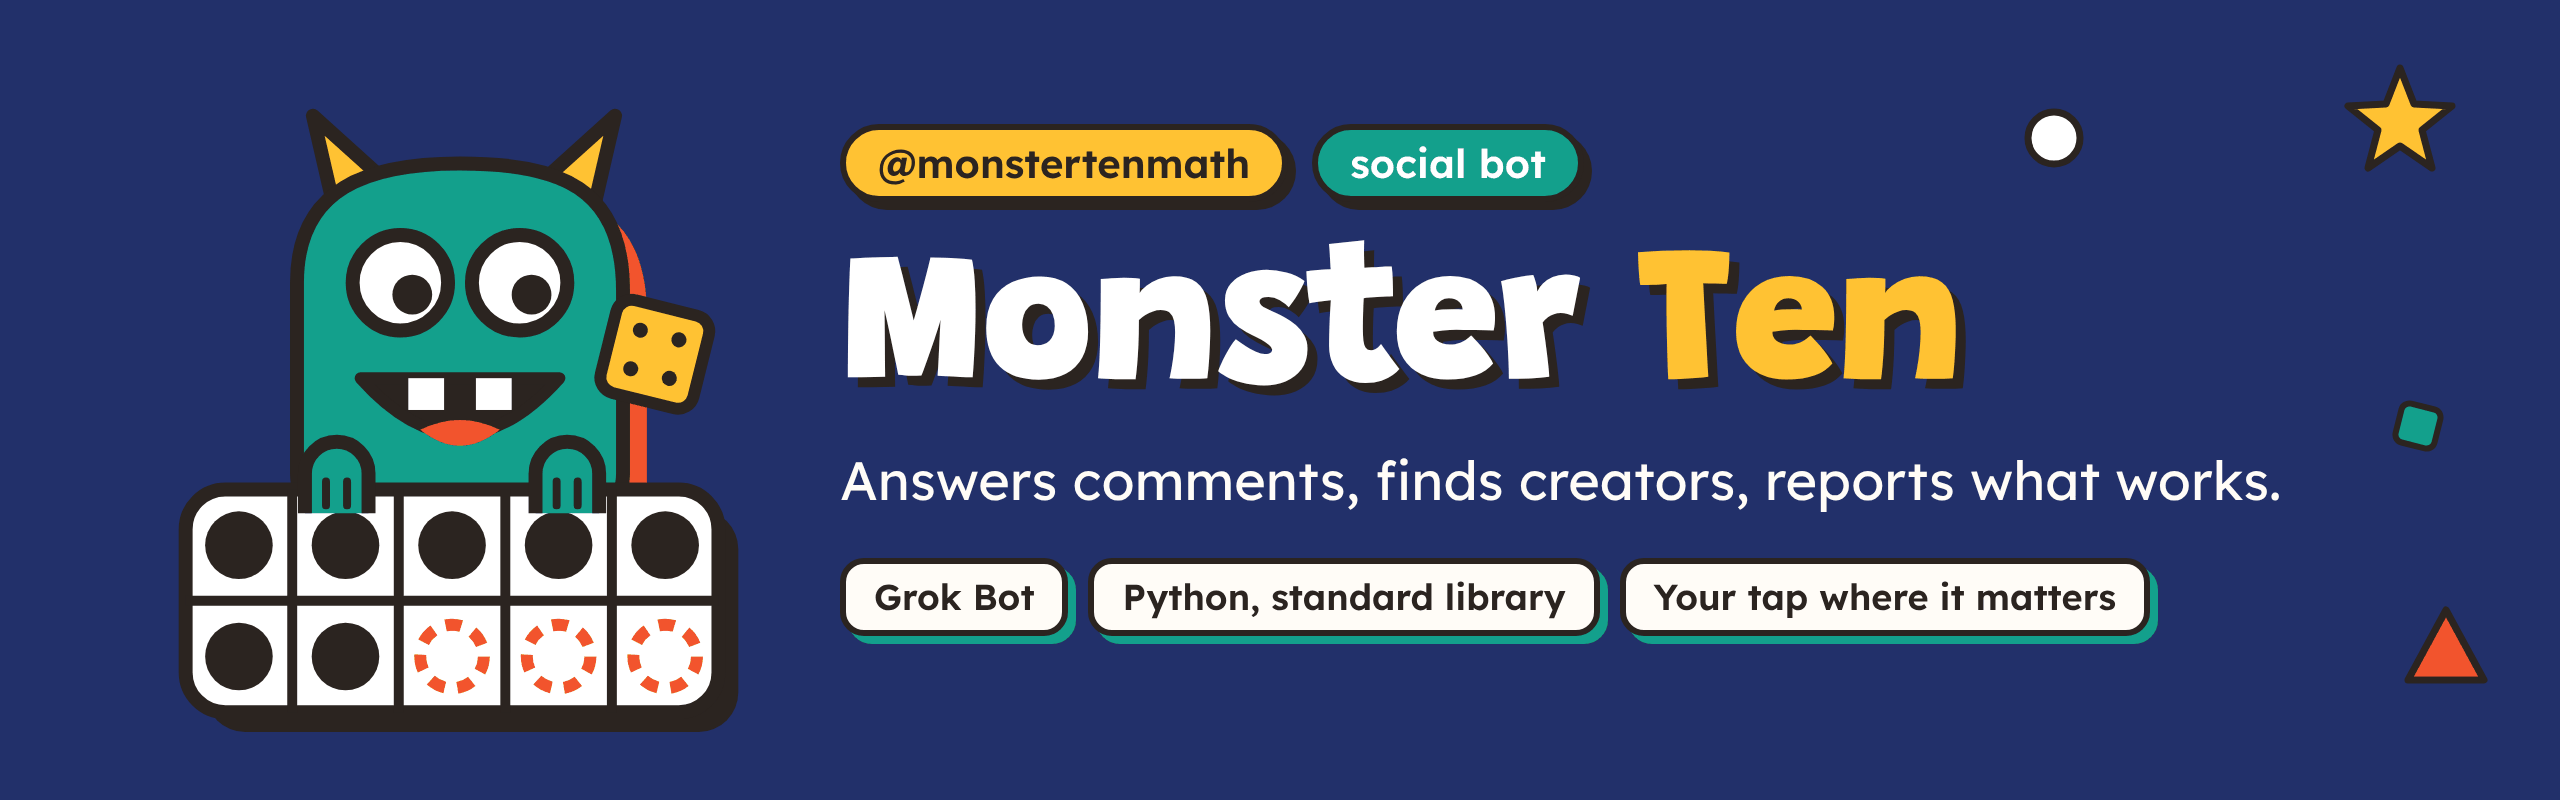 @monstertenmath social bot
Monster Ten
Answers comments, finds creators, reports what works.
Grok Bot Python, standard library Your tap where it matters